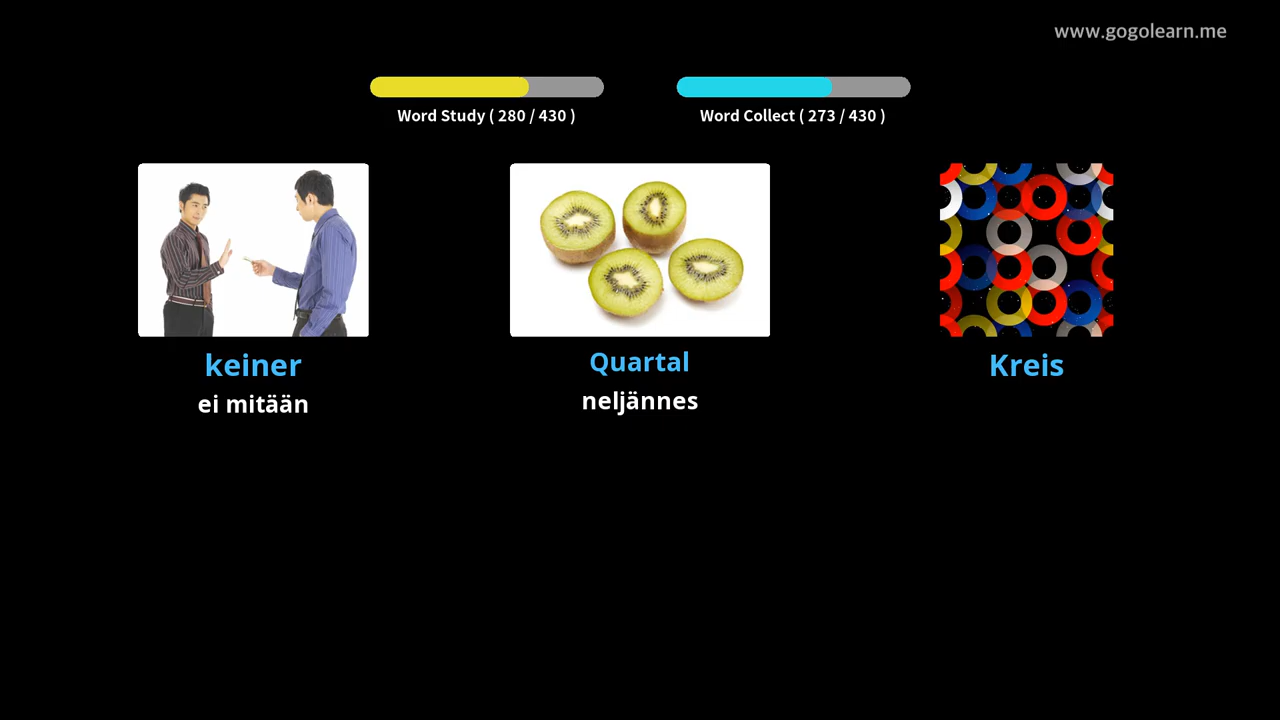 www.gogolearn.me
Word Study ( 280 / 430 )
Word Collect ( 273 / 430 )
keiner
ei mitään
Quartal
neljännes
Kreis